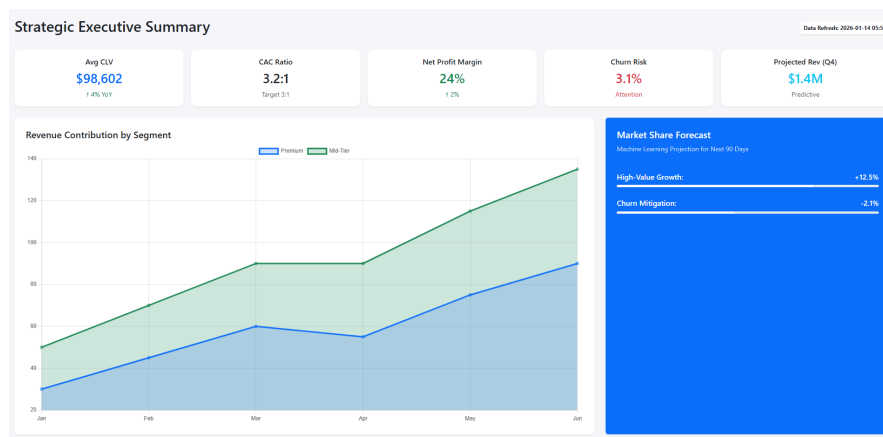 Strategic Executive Summary
Data Refresh: 2026-01-14 05:5
Avg CLV
$98,602
↑ 4% YoY
CAC Ratio
3.2:1
Target 3:1
Net Profit Margin
24%
↑ 2%
Churn Risk
3.1%
Attention
Projected Rev (Q4)
$1.4M
Predictive
Revenue Contribution by Segment
Premium Mid-Tier
140
120
100
80
60
40
20
Jan Feb Mar Apr May Jun
Market Share Forecast
Machine Learning Projection for Next 90 Days
High-Value Growth: +12.5%
Churn Mitigation: -2.1%